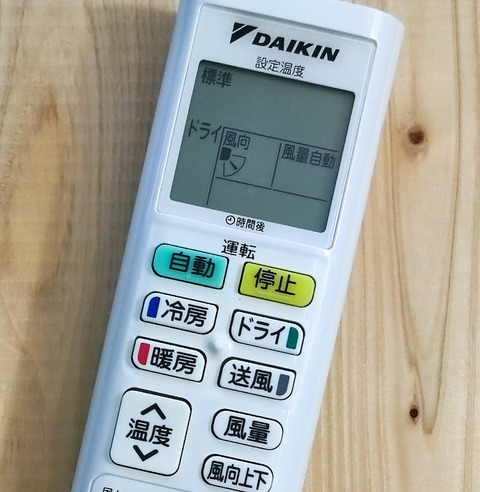 DAIKIN
設定温度
標準
ドライ 風向 風量自動
時間後
運転
自動 停止
冷房 ドライ
暖房 送風
温度 風量
風向上下